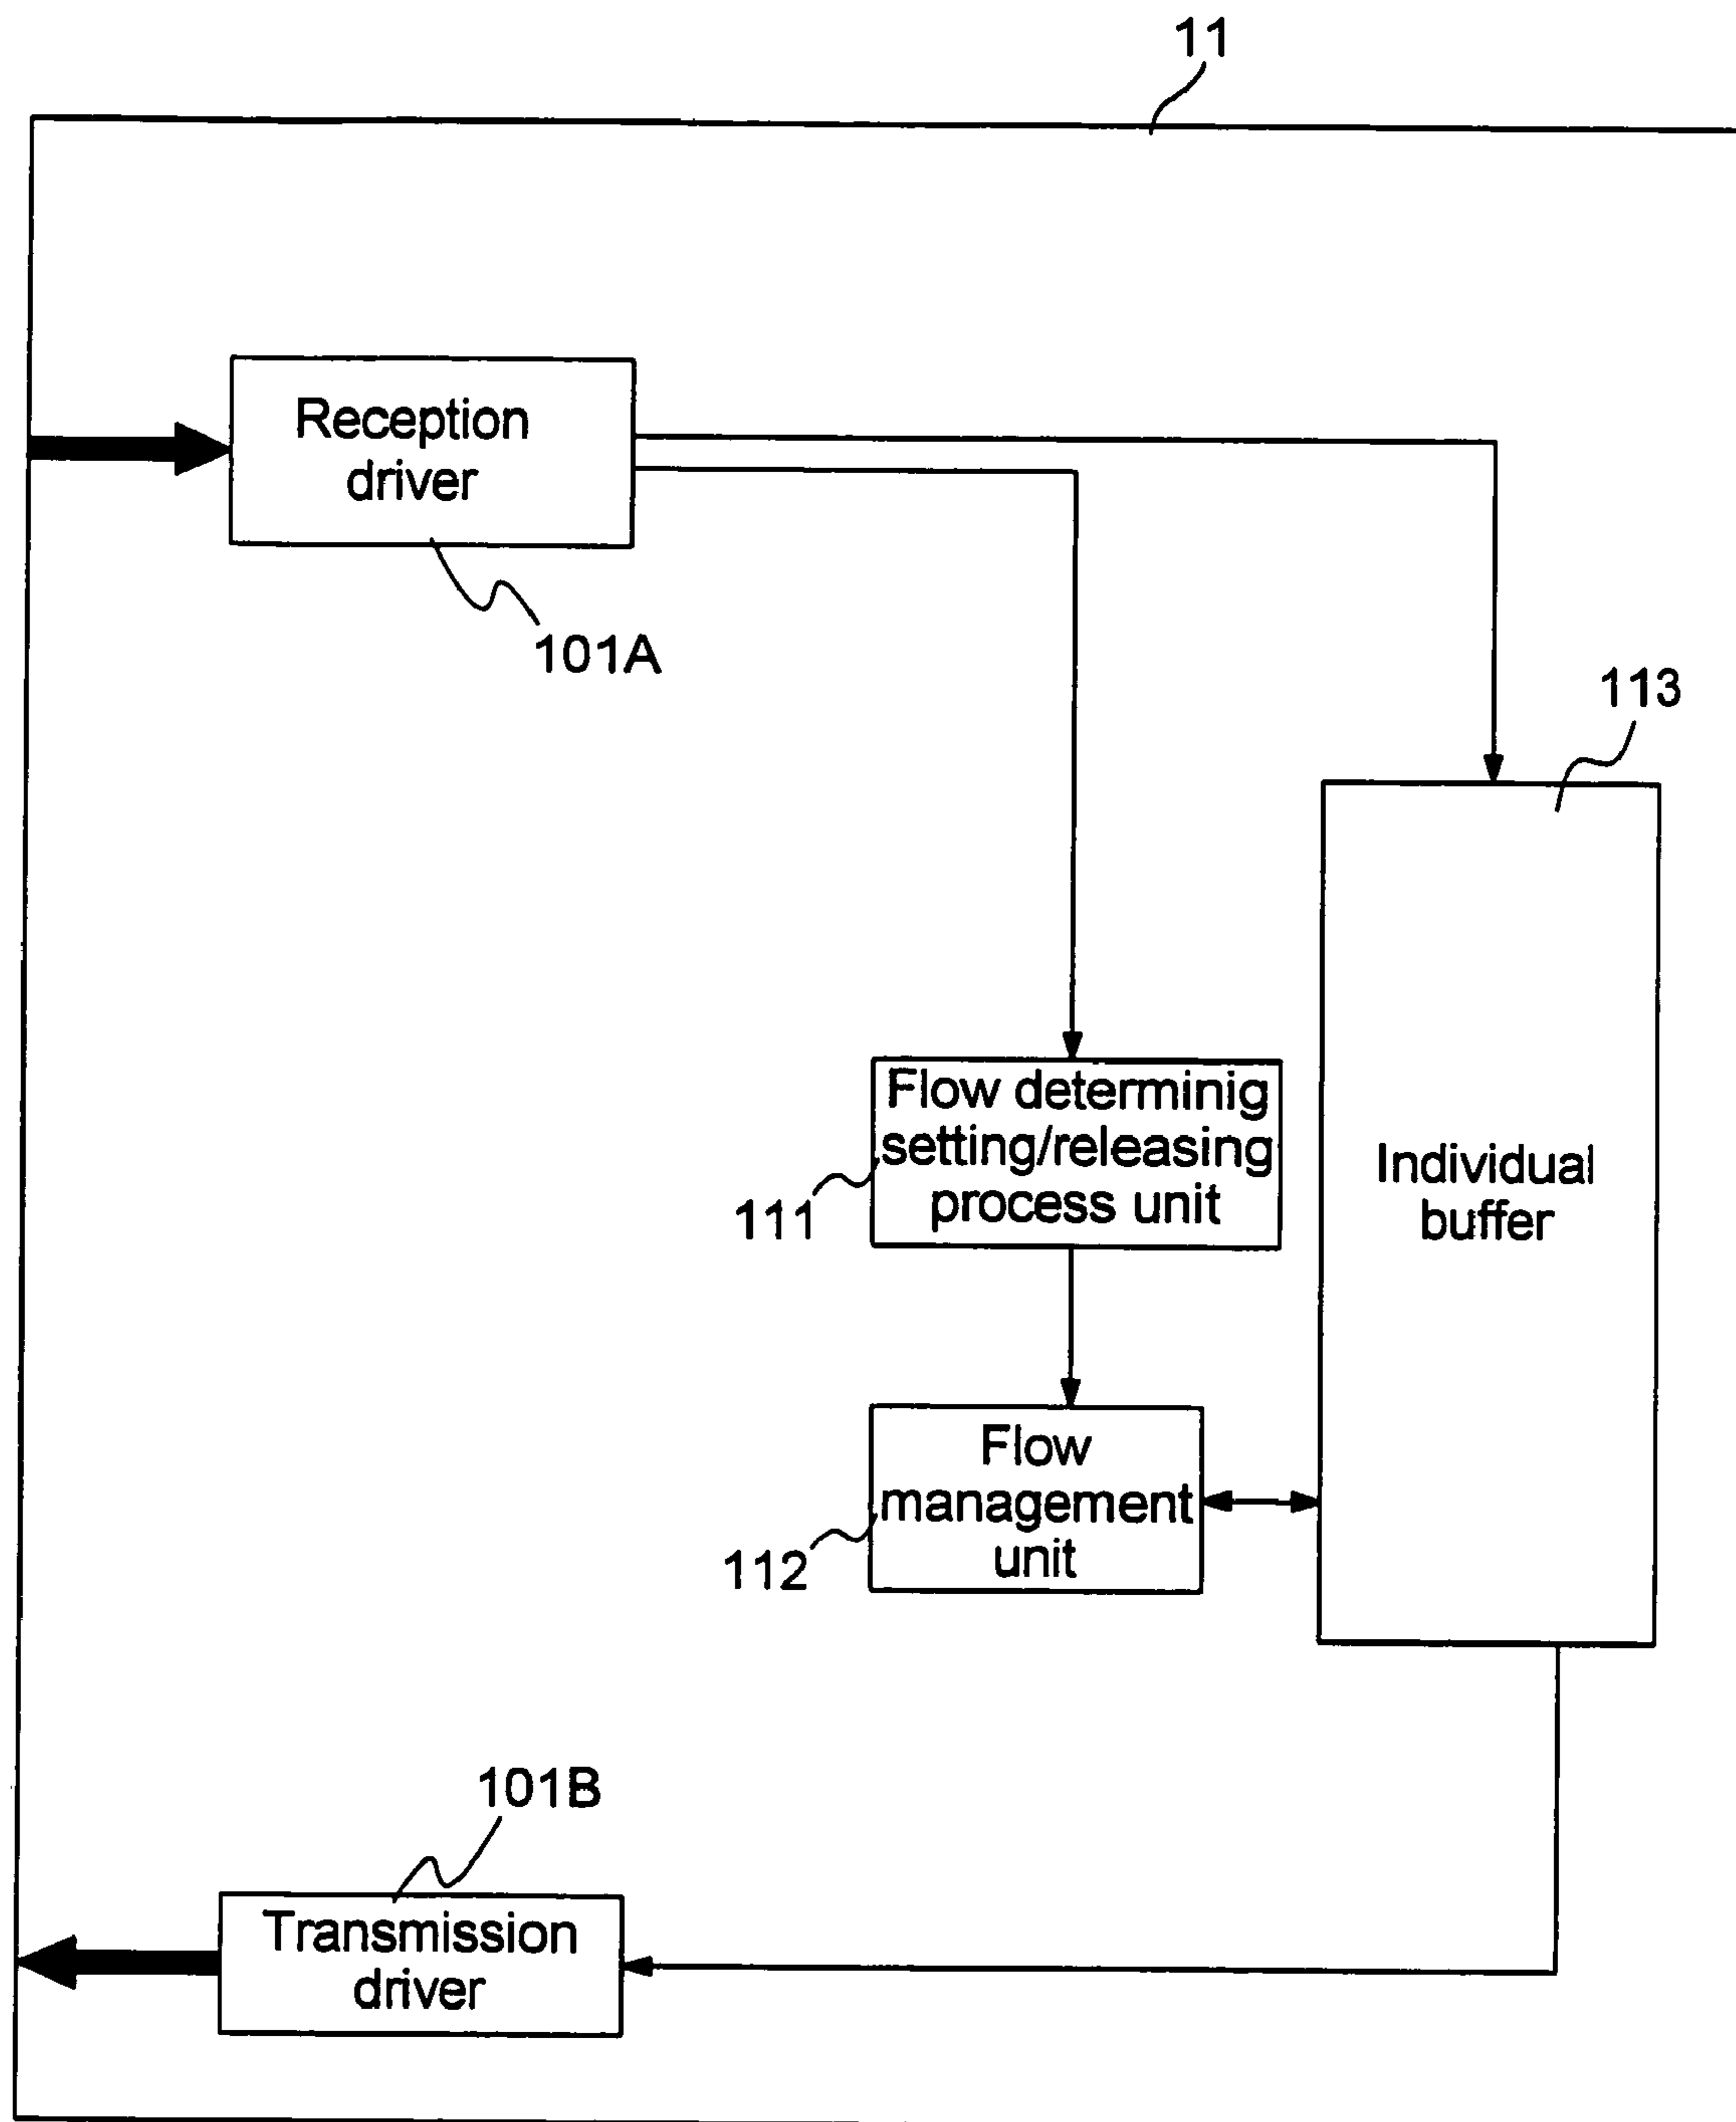 11
Reception
driver
101A
113
Flow determinig
setting/releasing
process unit
111
Individual
buffer
Flow
management
unit
112
101B
Transmission
driver